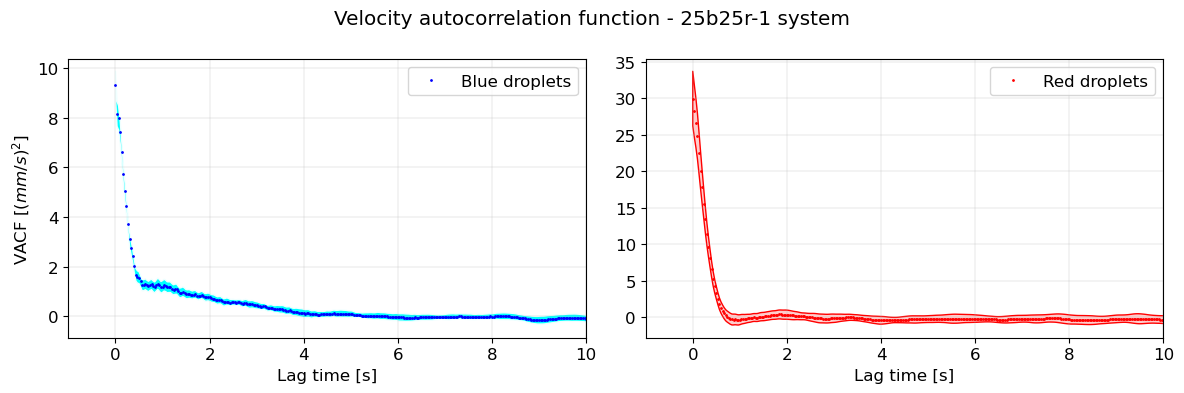 Velocity autocorrelation function - 25b25r-1 system
VACF [(mm/s)²]
10
8
6
4
2
0
Blue droplets
0 2 4 6 8 10
Lag time [s]
35
30
25
20
15
10
5
0
Red droplets
0 2 4 6 8 10
Lag time [s]